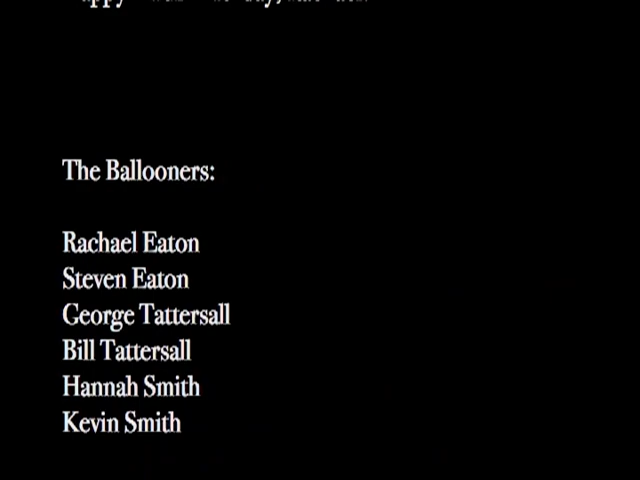 The Ballooners:
Rachael Eaton
Steven Eaton
George Tattersall
Bill Tattersall
Hannah Smith
Kevin Smith